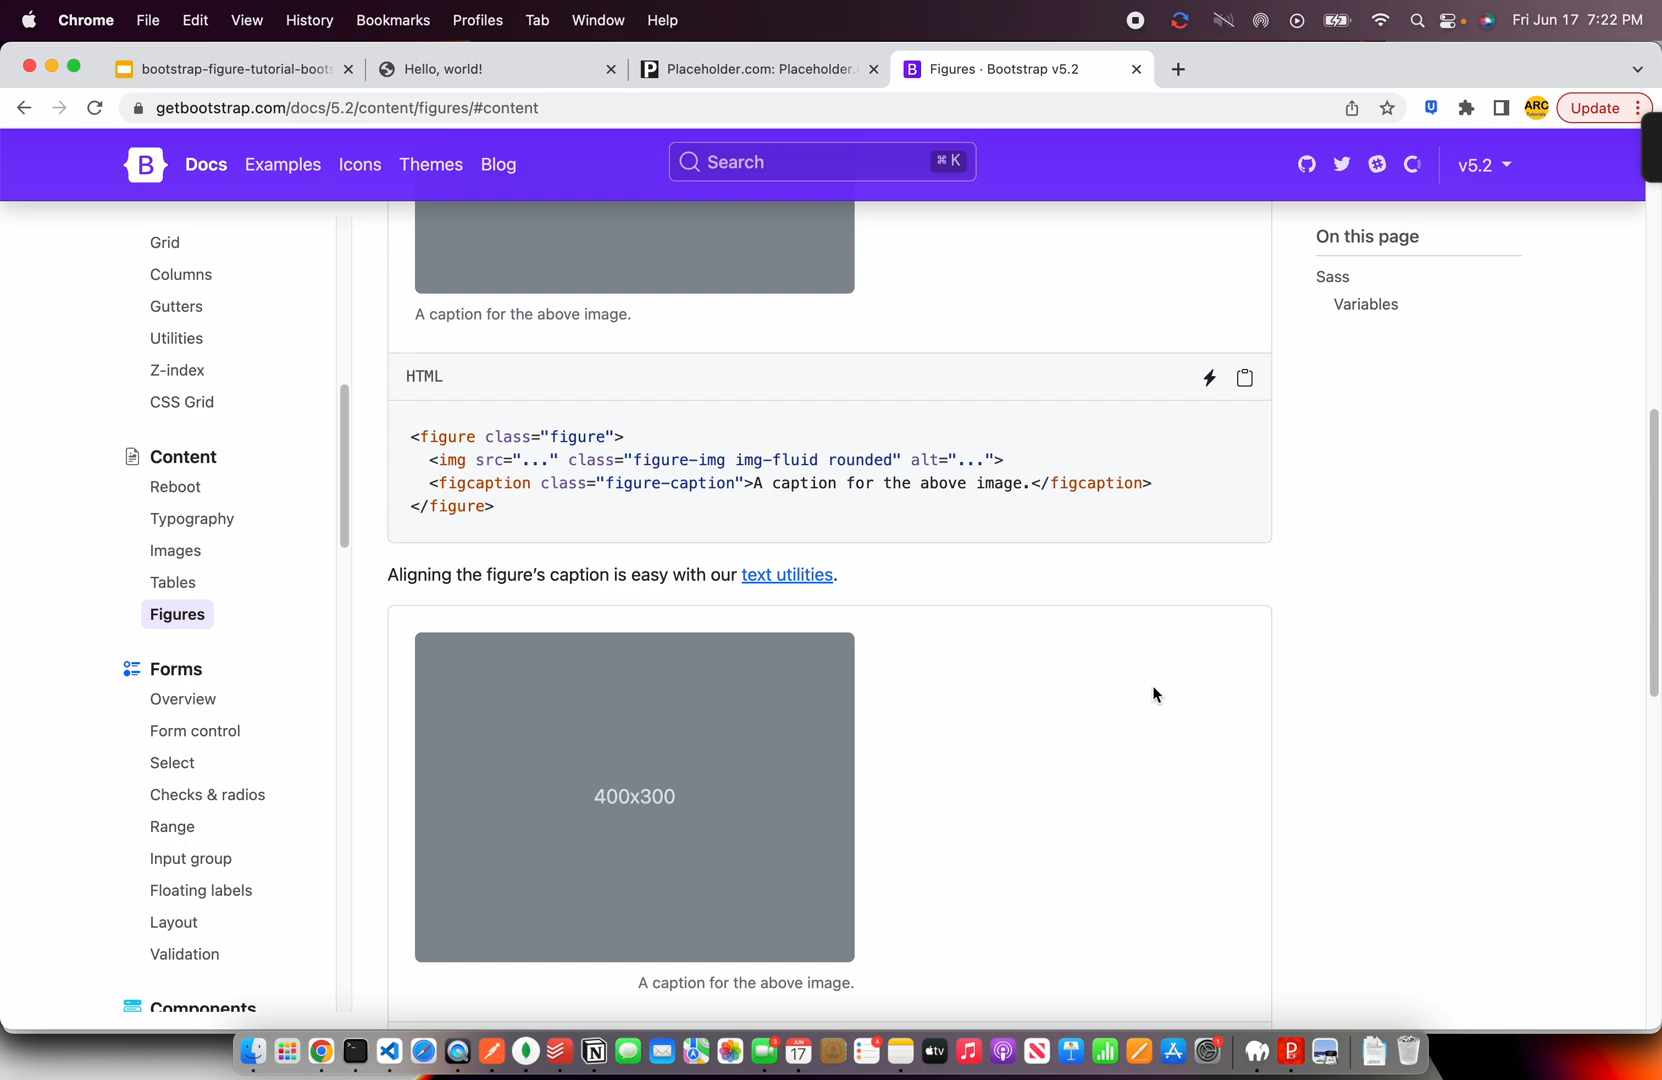 Chrome File Edit View History Bookmarks Profiles Tab Window Help Fri Jun 17 7:22 PM
bootstrap-figure-tutorial-boots Hello, world! Placeholder.com: Placeholder. Figures · Bootstrap v5.2
getbootstrap.com/docs/5.2/content/figures/#content ARC Update
B Docs Examples Icons Themes Blog Search ⌘ K v5.2
Grid
Columns
Gutters
Utilities
Z-index
CSS Grid
Content
Reboot
Typography
Images
Tables
Figures
Forms
Overview
Form control
Select
Checks & radios
Range
Input group
Floating labels
Layout
Validation
Components
A caption for the above image.
HTML
<figure class="figure">
<img src="..." class="figure-img img-fluid rounded" alt="...">
<figcaption class="figure-caption">A caption for the above image.</figcaption>
</figure>
Aligning the figure's caption is easy with our text utilities.
400x300
A caption for the above image.
On this page
Sass
Variables